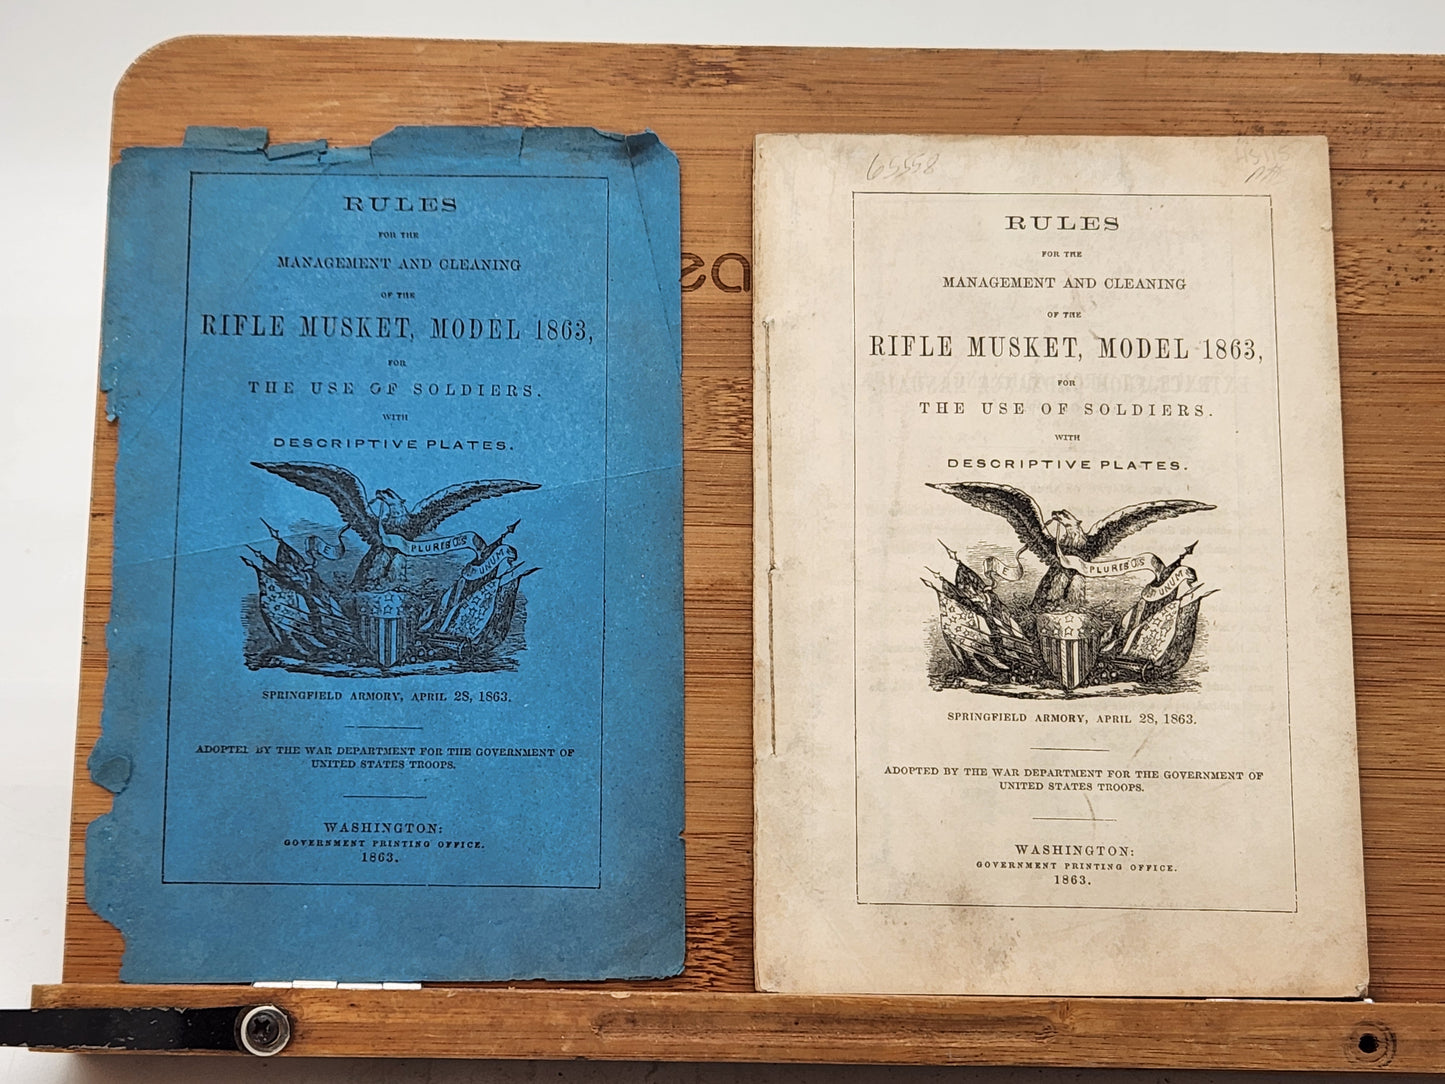 RULES
FOR THE
MANAGEMENT AND CLEANING
OF THE
RIFLE MUSKET, MODEL 1863,
FOR
THE USE OF SOLDIERS.
WITH
DESCRIPTIVE PLATES.
E PLURIBUS UNUM
SPRINGFIELD ARMORY, APRIL 28, 1863.
ADOPTED BY THE WAR DEPARTMENT FOR THE GOVERNMENT OF
UNITED STATES TROOPS.
WASHINGTON:
GOVERNMENT PRINTING OFFICE.
1863.
ea
65558
RULES
FOR THE
MANAGEMENT AND CLEANING
OF THE
RIFLE MUSKET, MODEL 1863,
FOR
THE USE OF SOLDIERS.
WITH
DESCRIPTIVE PLATES.
E PLURIBUS UNUM
SPRINGFIELD ARMORY, APRIL 28, 1863.
ADOPTED BY THE WAR DEPARTMENT FOR THE GOVERNMENT OF
UNITED STATES TROOPS.
WASHINGTON:
GOVERNMENT PRINTING OFFICE.
1863.